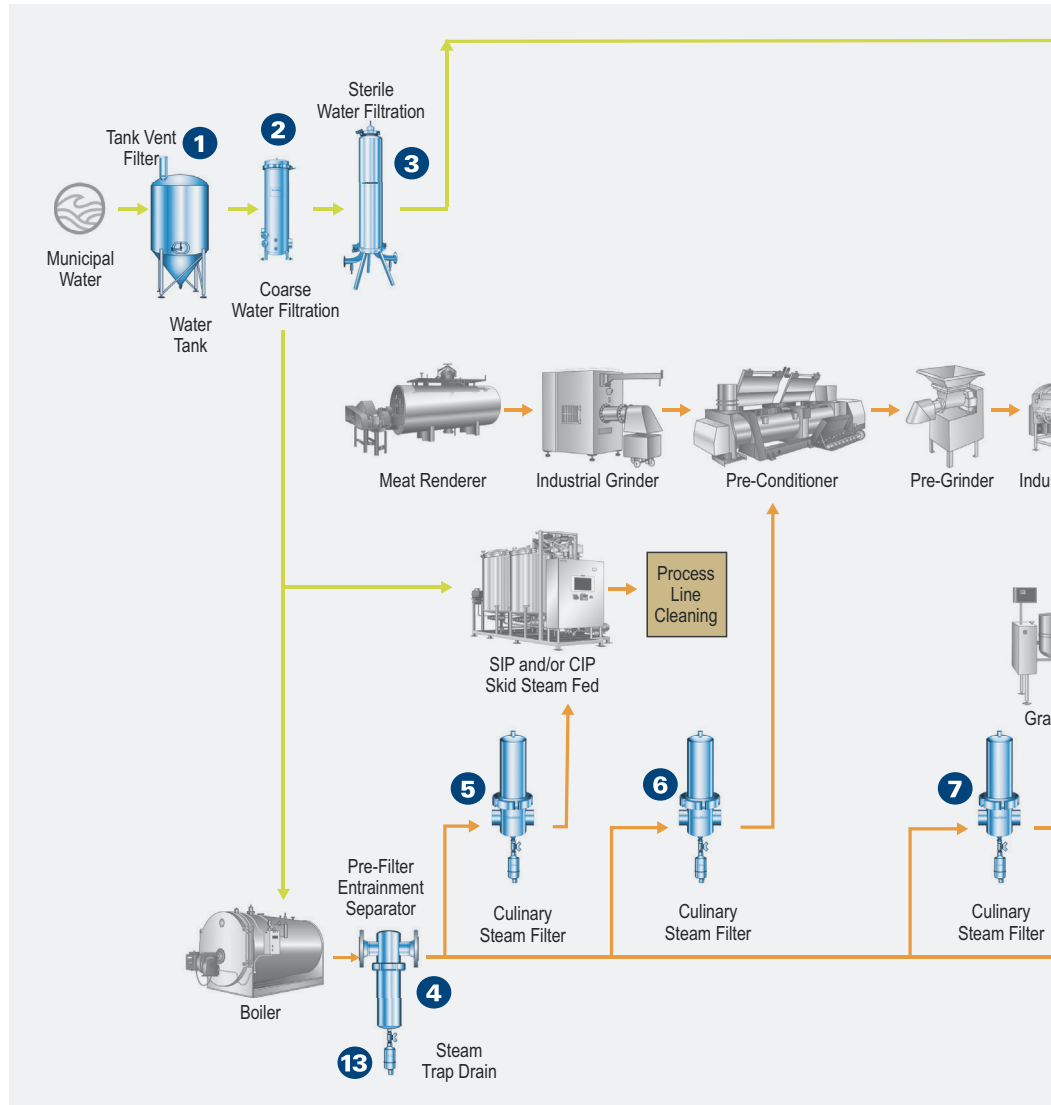 Sterile
Water Filtration
Tank Vent
Filter
1
2
3
Municipal
Water
Water
Tank
Coarse
Water Filtration
Meat Renderer
Industrial Grinder
Pre-Conditioner
Pre-Grinder
Process
Line
Cleaning
SIP and/or CIP
Skid Steam Fed
5
6
7
Pre-Filter
Entrainment
Separator
Culinary
Steam Filter
Culinary
Steam Filter
Culinary
Steam Filter
Boiler
4
13
Steam
Trap Drain